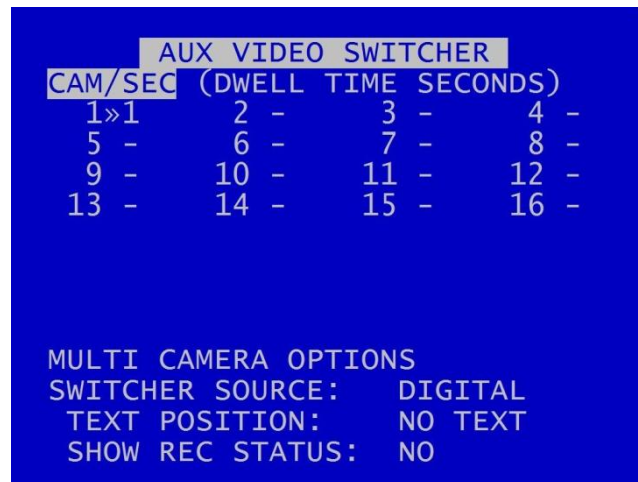 AUX VIDEO SWITCHER
CAM/SEC (DWELL TIME SECONDS)
1»1 2 - 3 - 4 -
5 - 6 - 7 - 8 -
9 - 10 - 11 - 12 -
13 - 14 - 15 - 16 -
MULTI CAMERA OPTIONS
SWITCHER SOURCE: DIGITAL
TEXT POSITION: NO TEXT
SHOW REC STATUS: NO